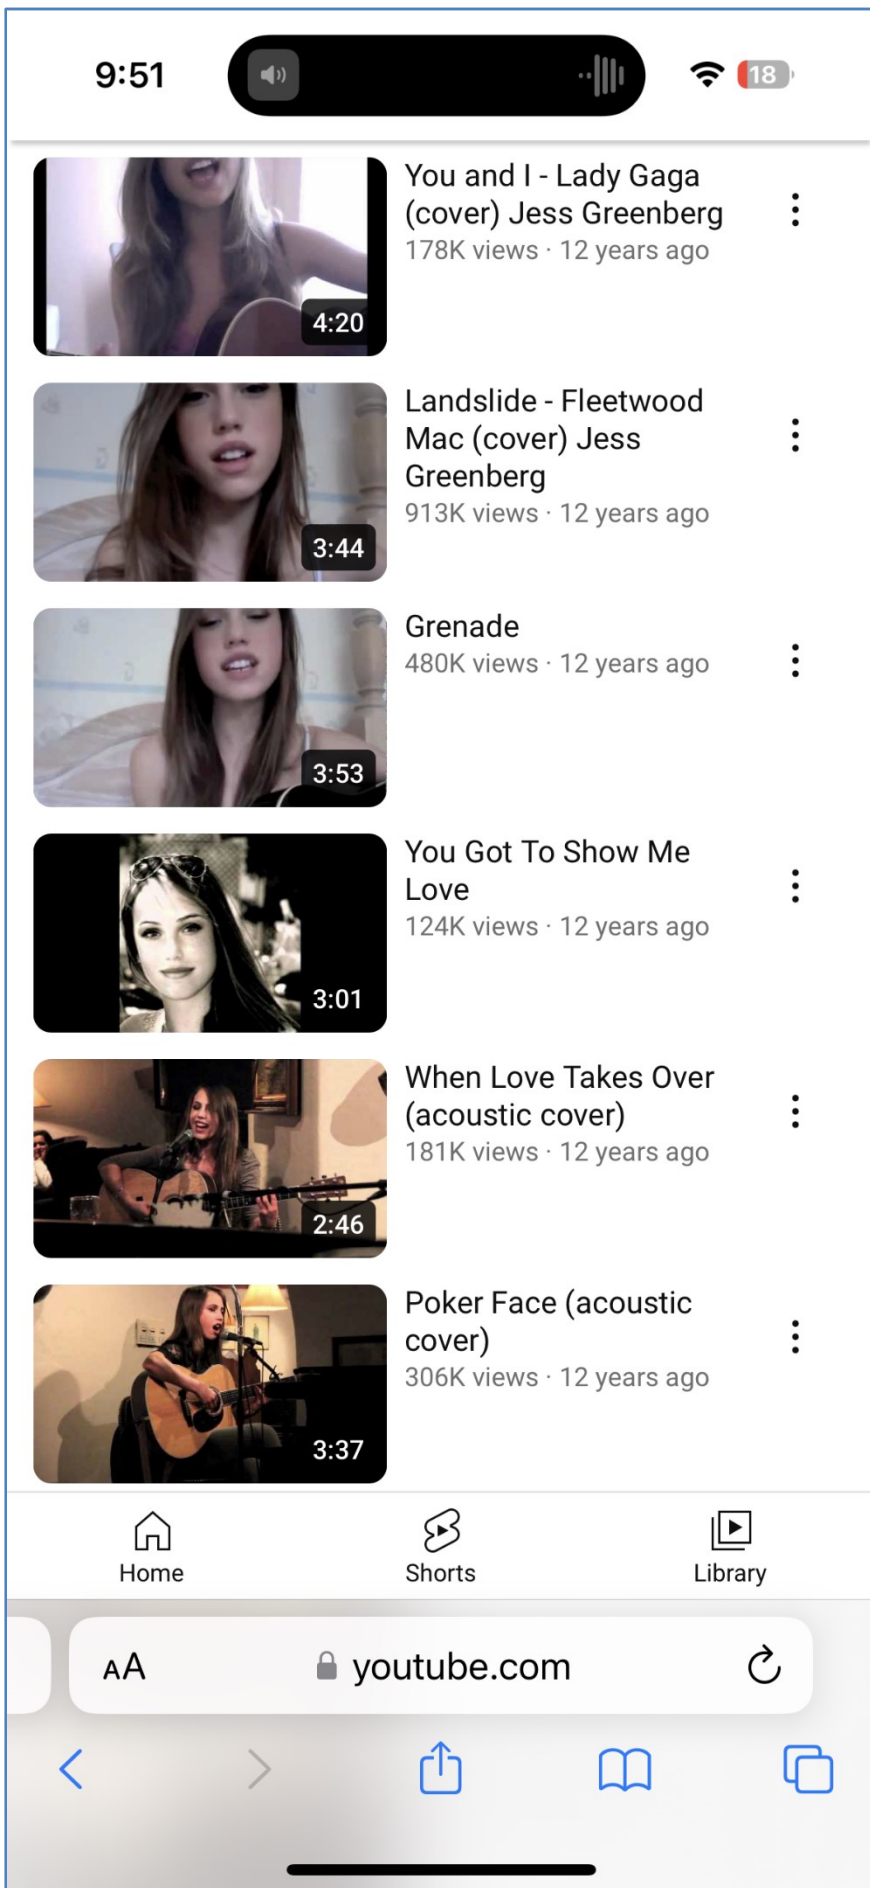 9:51
18
You and I - Lady Gaga
(cover) Jess Greenberg
178K views · 12 years ago
4:20
Landslide - Fleetwood
Mac (cover) Jess
Greenberg
913K views · 12 years ago
3:44
Grenade
480K views · 12 years ago
3:53
You Got To Show Me
Love
124K views · 12 years ago
3:01
When Love Takes Over
(acoustic cover)
181K views · 12 years ago
2:46
Poker Face (acoustic
cover)
306K views · 12 years ago
3:37
Home
Shorts
Library
AA
youtube.com